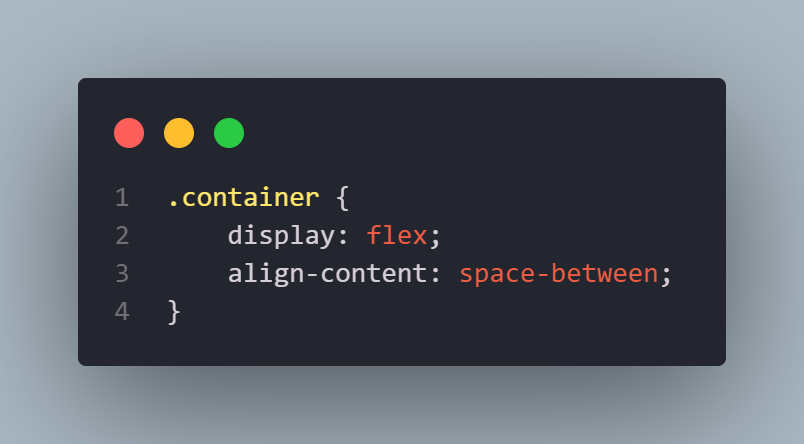 1 .container {
2     display: flex;
3     align-content: space-between;
4 }